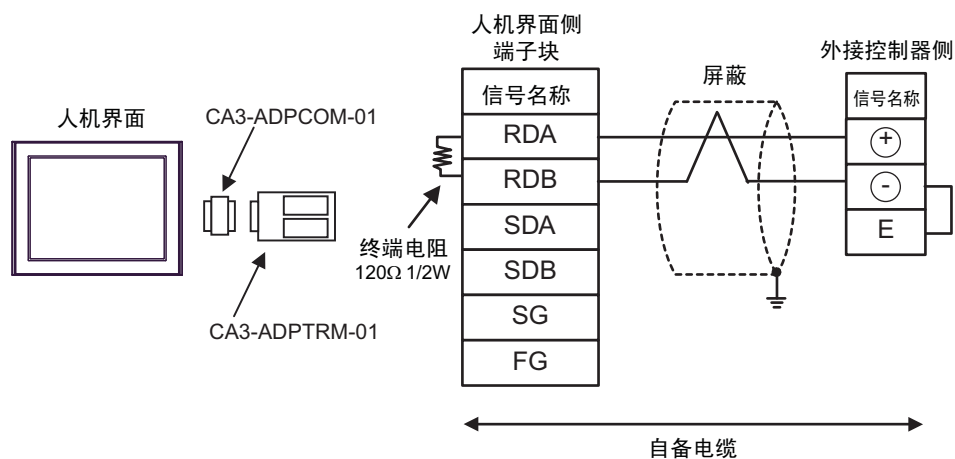 人机界面
CA3-ADPCOM-01
CA3-ADPTRM-01
终端电阻
120Ω 1/2W
人机界面侧
端子块
信号名称
RDA
RDB
SDA
SDB
SG
FG
屏蔽
外接控制器侧
信号名称
+
-
E
自备电缆